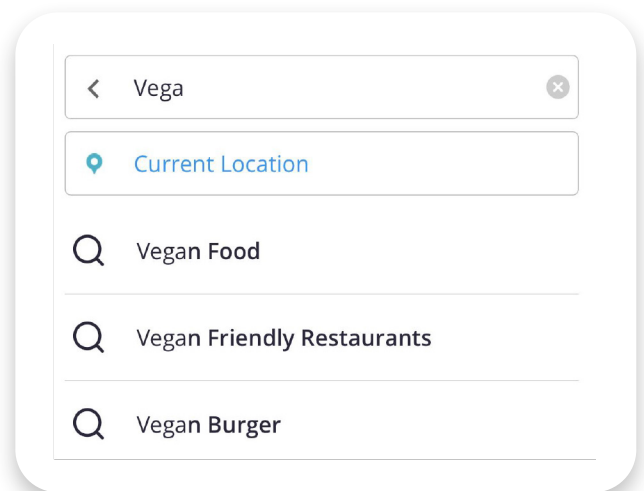 Vega
Current Location
Vegan Food
Vegan Friendly Restaurants
Vegan Burger